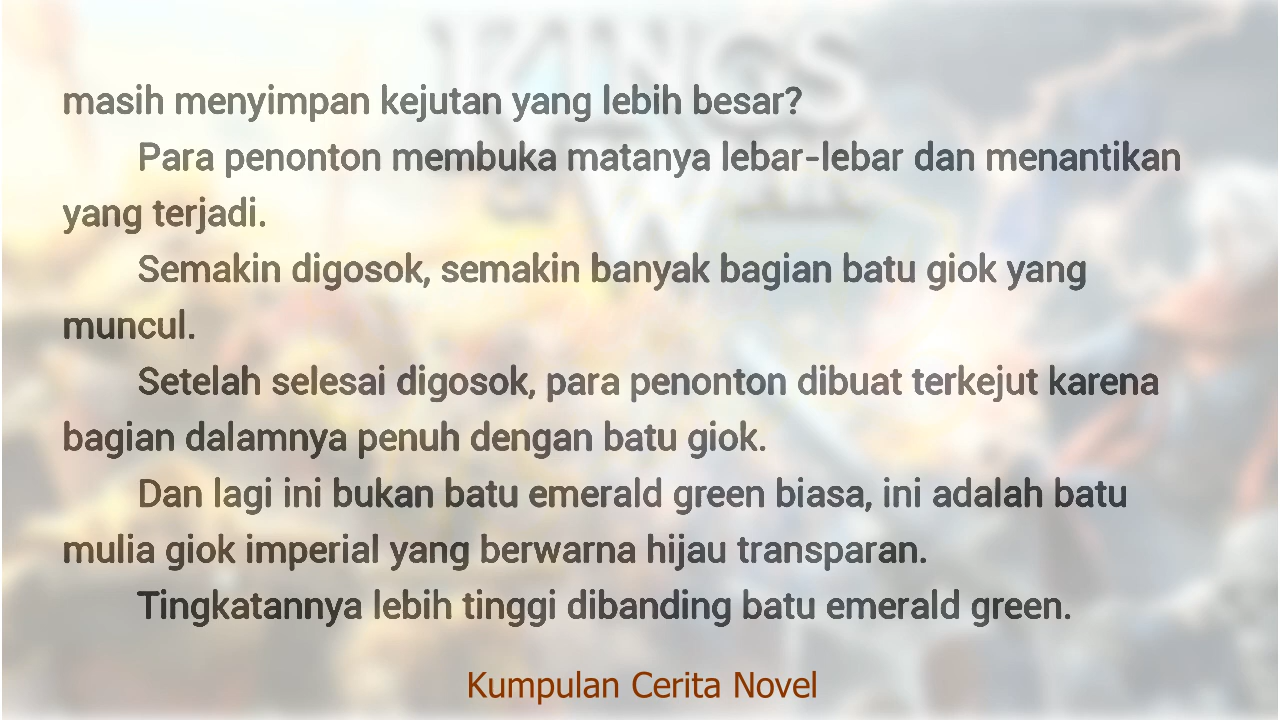 KINGS
W
masih menyimpan kejutan yang lebih besar?
Para penonton membuka matanya lebar-lebar dan menantikan
yang terjadi.
Semakin digosok, semakin banyak bagian batu giok yang
muncul.
Setelah selesai digosok, para penonton dibuat terkejut karena
bagian dalamnya penuh dengan batu giok.
Dan lagi ini bukan batu emerald green biasa, ini adalah batu
mulia giok imperial yang berwarna hijau transparan.
Tingkatannya lebih tinggi dibanding batu emerald green.
Kumpulan Cerita Novel